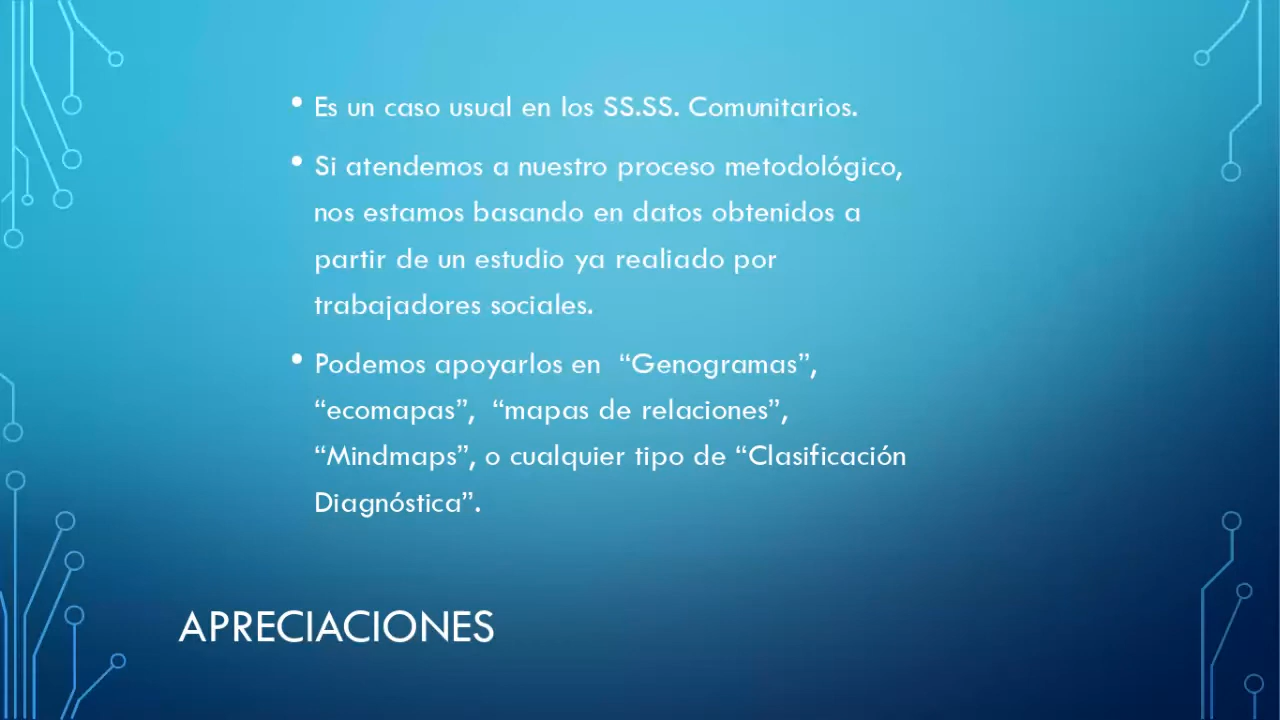 • Es un caso usual en los SS.SS. Comunitarios.
• Si atendemos a nuestro proceso metodológico,
nos estamos basando en datos obtenidos a
partir de un estudio ya realiado por
trabajadores sociales.
• Podemos apoyarlos en “Genogramas”,
“ecomapas”, “mapas de relaciones”,
“Mindmaps”, o cualquier tipo de “Clasificación
Diagnóstica”.
APRECIACIONES